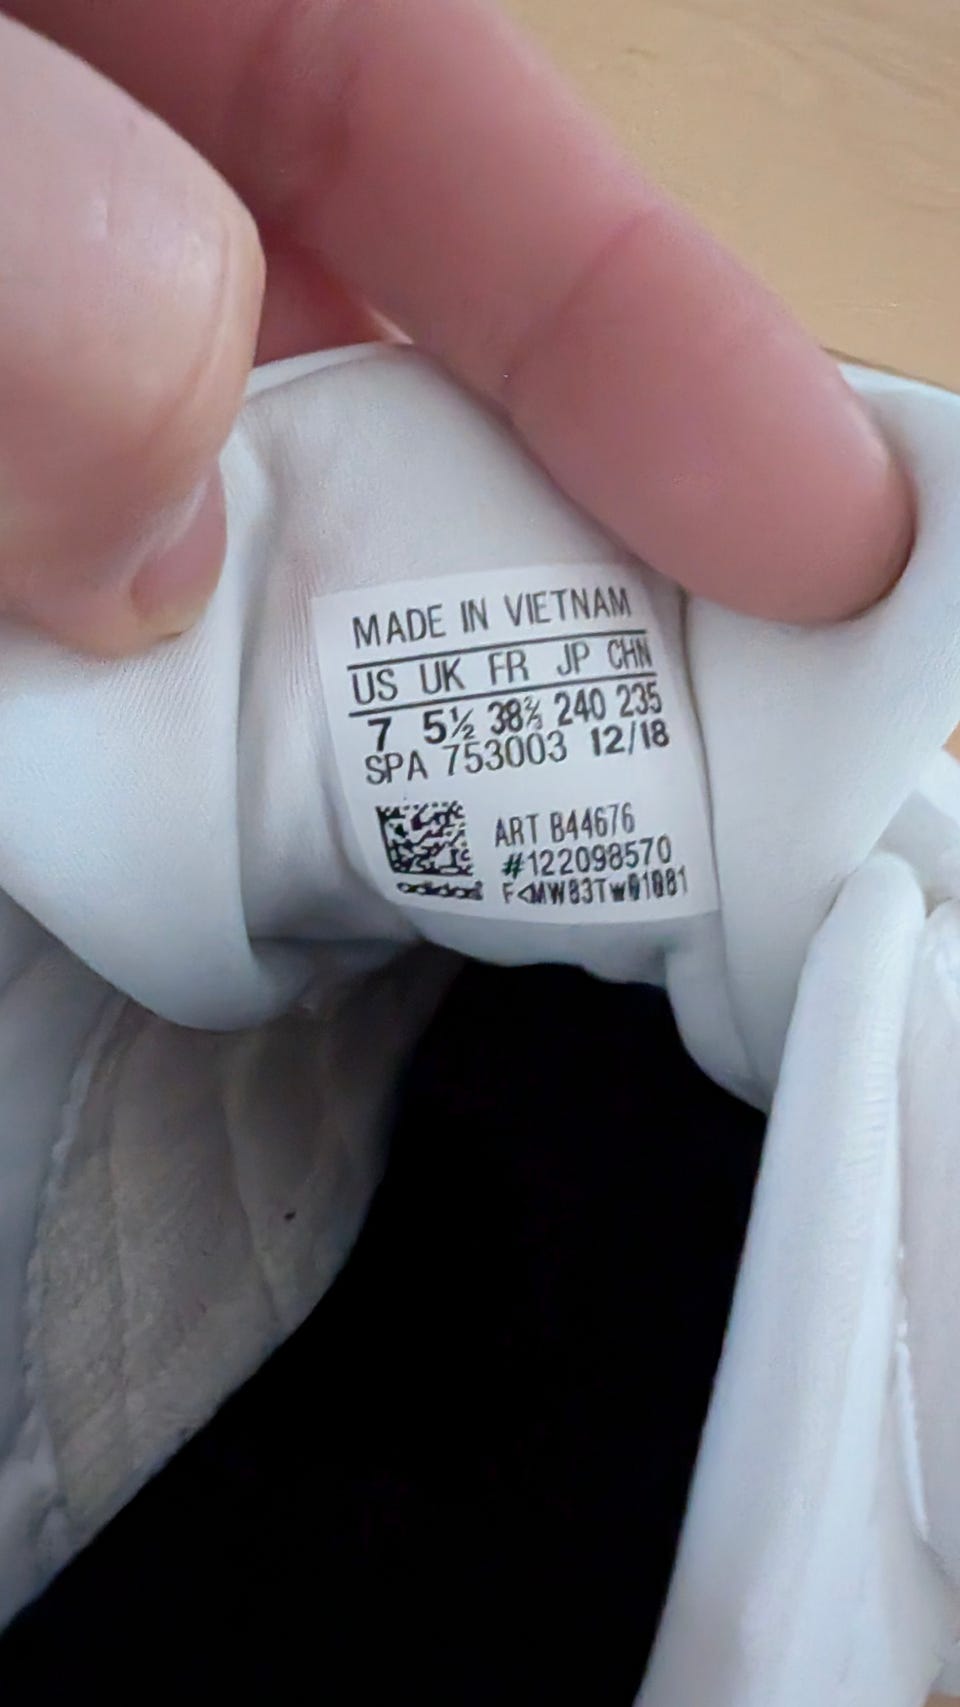 MADE IN VIETNAM
US UK FR JP CHN
7 5½ 38⅔ 240 235
SPA 753003 12/18
ART B44676
#122098570
adidas